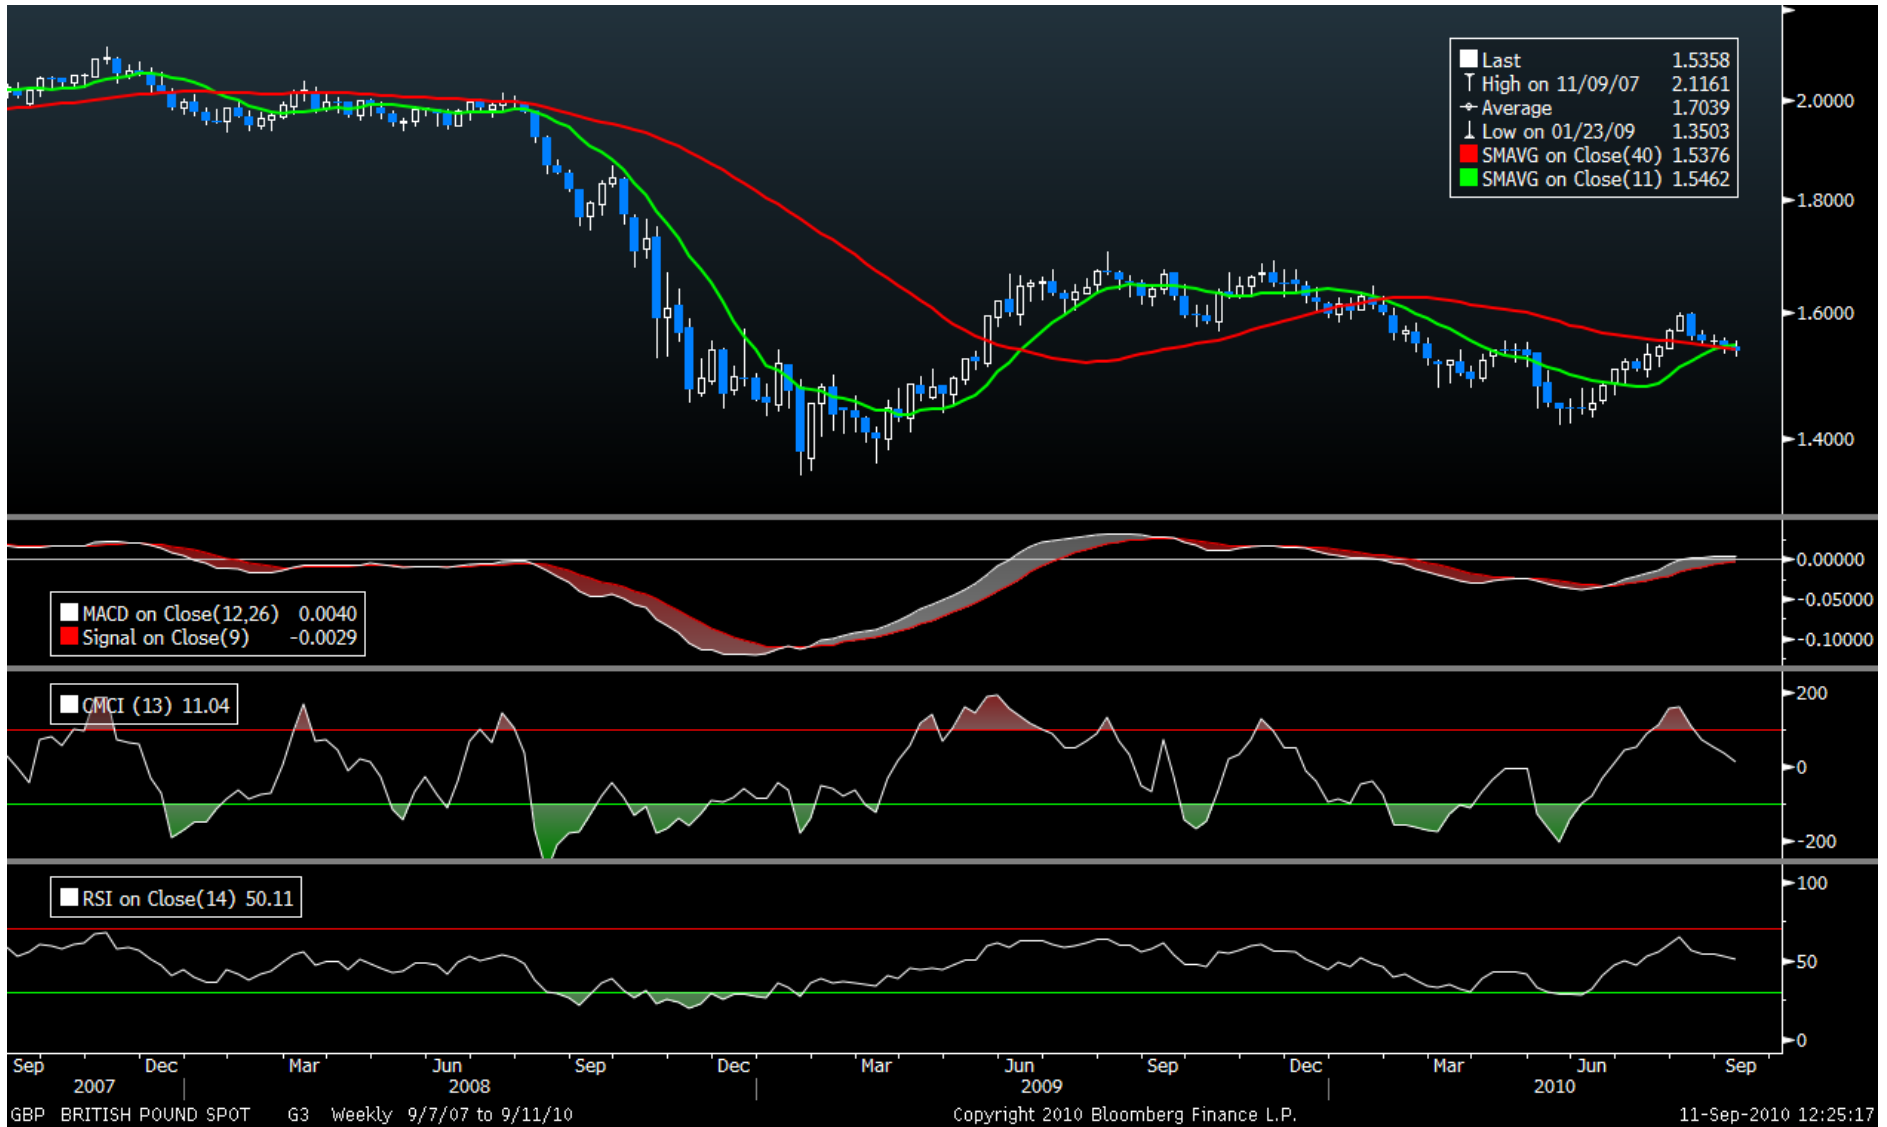 Last 1.5358
High on 11/09/07 2.1161
Average 1.7039
Low on 01/23/09 1.3503
SMAVG on Close(40) 1.5376
SMAVG on Close(11) 1.5462
2.0000
1.8000
1.6000
1.4000
0.00000
-0.05000
-0.10000
MACD on Close(12,26) 0.0040
Signal on Close(9) -0.0029
200
0
-200
CMCI (13) 11.04
100
50
0
RSI on Close(14) 50.11
Sep Dec Mar Jun Sep Dec Mar Jun Sep Dec Mar Jun Sep
2007 2008 2009 2010
GBP BRITISH POUND SPOT G3 Weekly 9/7/07 to 9/11/10 Copyright 2010 Bloomberg Finance L.P. 11-Sep-2010 12:25:17